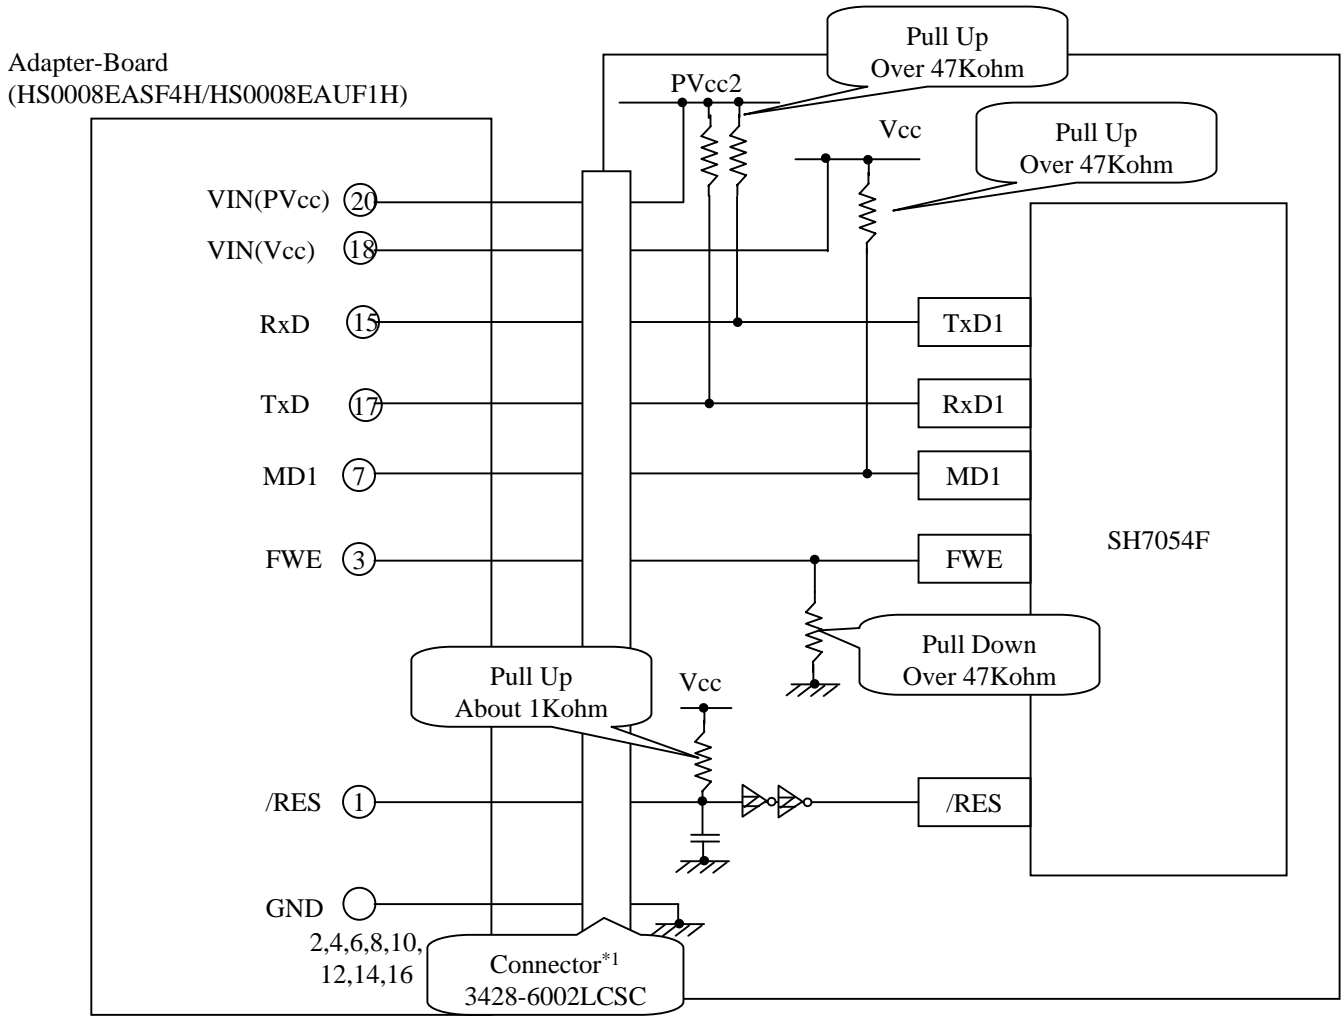 Adapter-Board
(HS0008EASF4H/HS0008EAUF1H)
Pull Up
Over 47Kohm
PVcc2
Vcc
Pull Up
Over 47Kohm
VIN(PVcc) 20
VIN(Vcc) 18
RxD 15
TxD1
TxD 17
RxD1
MD1 7
MD1
FWE 3
FWE
SH7054F
Pull Down
Over 47Kohm
Pull Up
About 1Kohm
Vcc
/RES 1
/RES
GND
2,4,6,8,10,
12,14,16
Connector*1
3428-6002LCSC